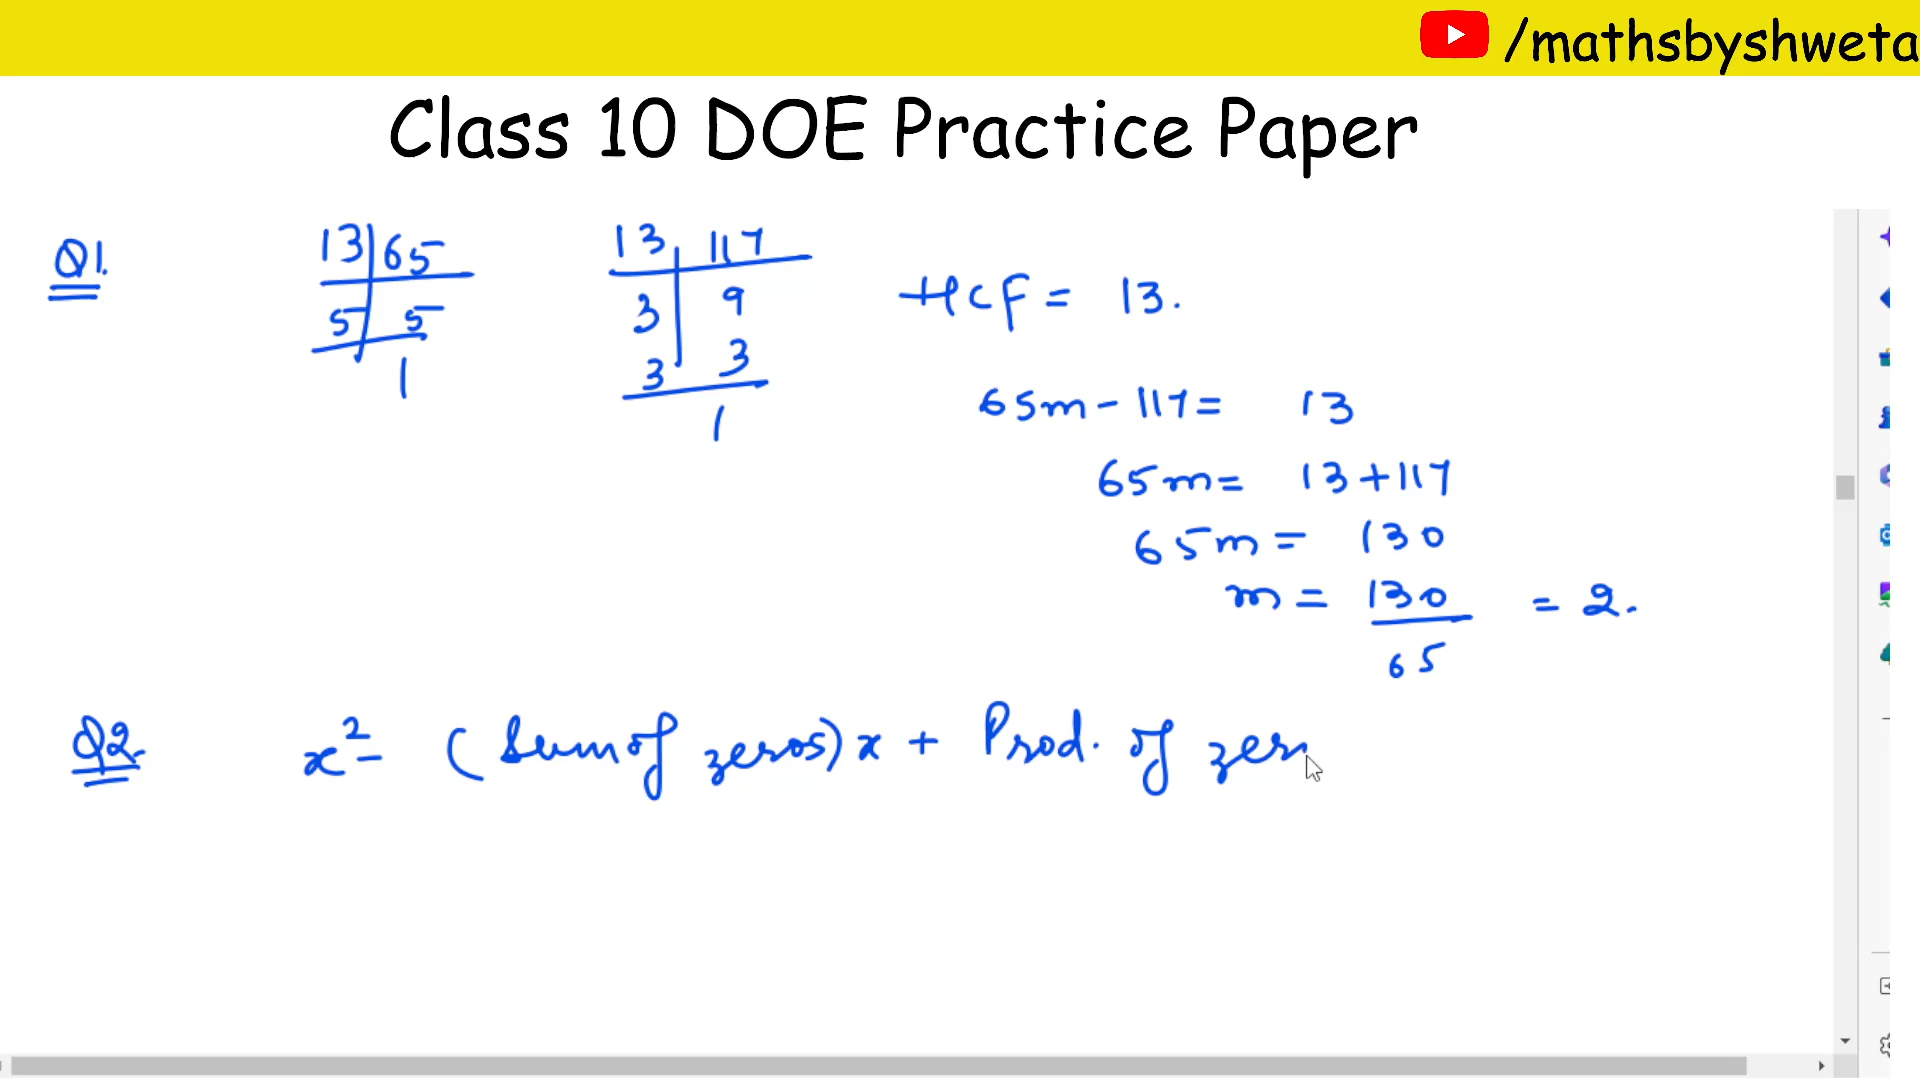 /mathsbyshweta
Class 10 DOE Practice Paper
Q1.
13 65
5 5
1
13 117
3 9
3 3
1
HCF = 13.
65m - 117 = 13
65m = 13 + 117
65m = 130
m = 130/65 = 2.
Q2.
x² - (Sum of zeros)x + Prod. of zer